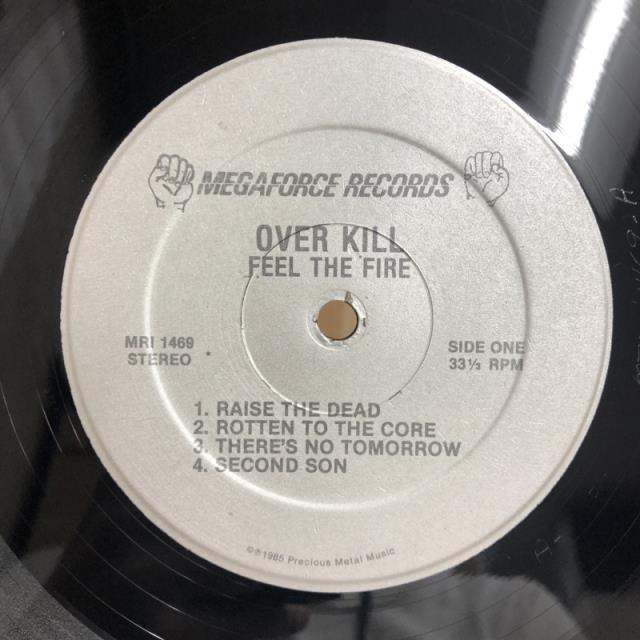 MEGAFORCE RECORDS
OVER KILL
FEEL THE FIRE
MRI 1469
STEREO
SIDE ONE
33⅓ RPM
1. RAISE THE DEAD
2. ROTTEN TO THE CORE
3. THERE'S NO TOMORROW
4. SECOND SON
©℗1985 Precious Metal Music